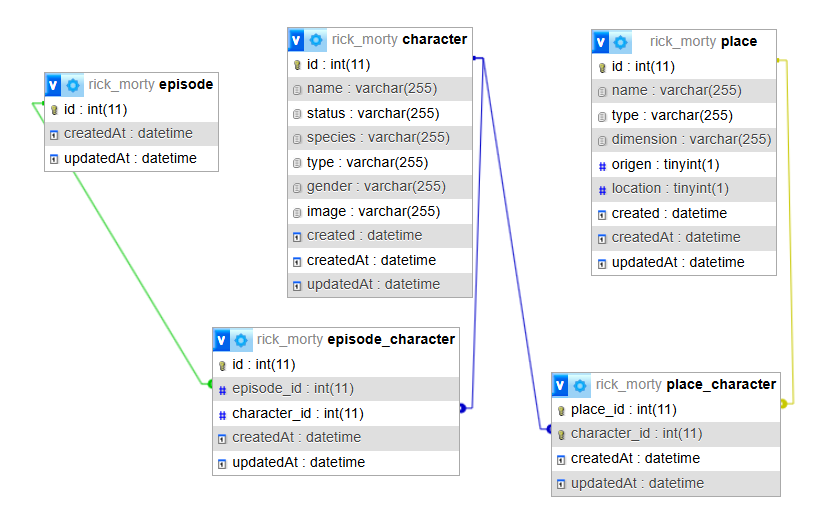 V rick_morty episode
id : int(11)
createdAt : datetime
updatedAt : datetime
V rick_morty character
id : int(11)
name : varchar(255)
status : varchar(255)
species : varchar(255)
type : varchar(255)
gender : varchar(255)
image : varchar(255)
created : datetime
createdAt : datetime
updatedAt : datetime
V rick_morty place
id : int(11)
name : varchar(255)
type : varchar(255)
dimension : varchar(255)
# origen : tinyint(1)
# location : tinyint(1)
created : datetime
createdAt : datetime
updatedAt : datetime
V rick_morty episode_character
id : int(11)
# episode_id : int(11)
# character_id : int(11)
createdAt : datetime
updatedAt : datetime
V rick_morty place_character
place_id : int(11)
character_id : int(11)
createdAt : datetime
updatedAt : datetime